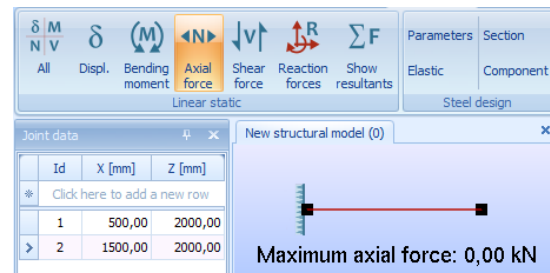 δ M
N V
δ
(M)
N
V
R
ΣF
All
Displ.
Bending
moment
Axial
force
Shear
force
Reaction
forces
Show
resultants
Linear static
Parameters
Section
Elastic
Component
Steel design
Joint data
New structural model (0)
Id X [mm] Z [mm]
Click here to add a new row
1 500,00 2000,00
2 1500,00 2000,00
Maximum axial force: 0,00 kN